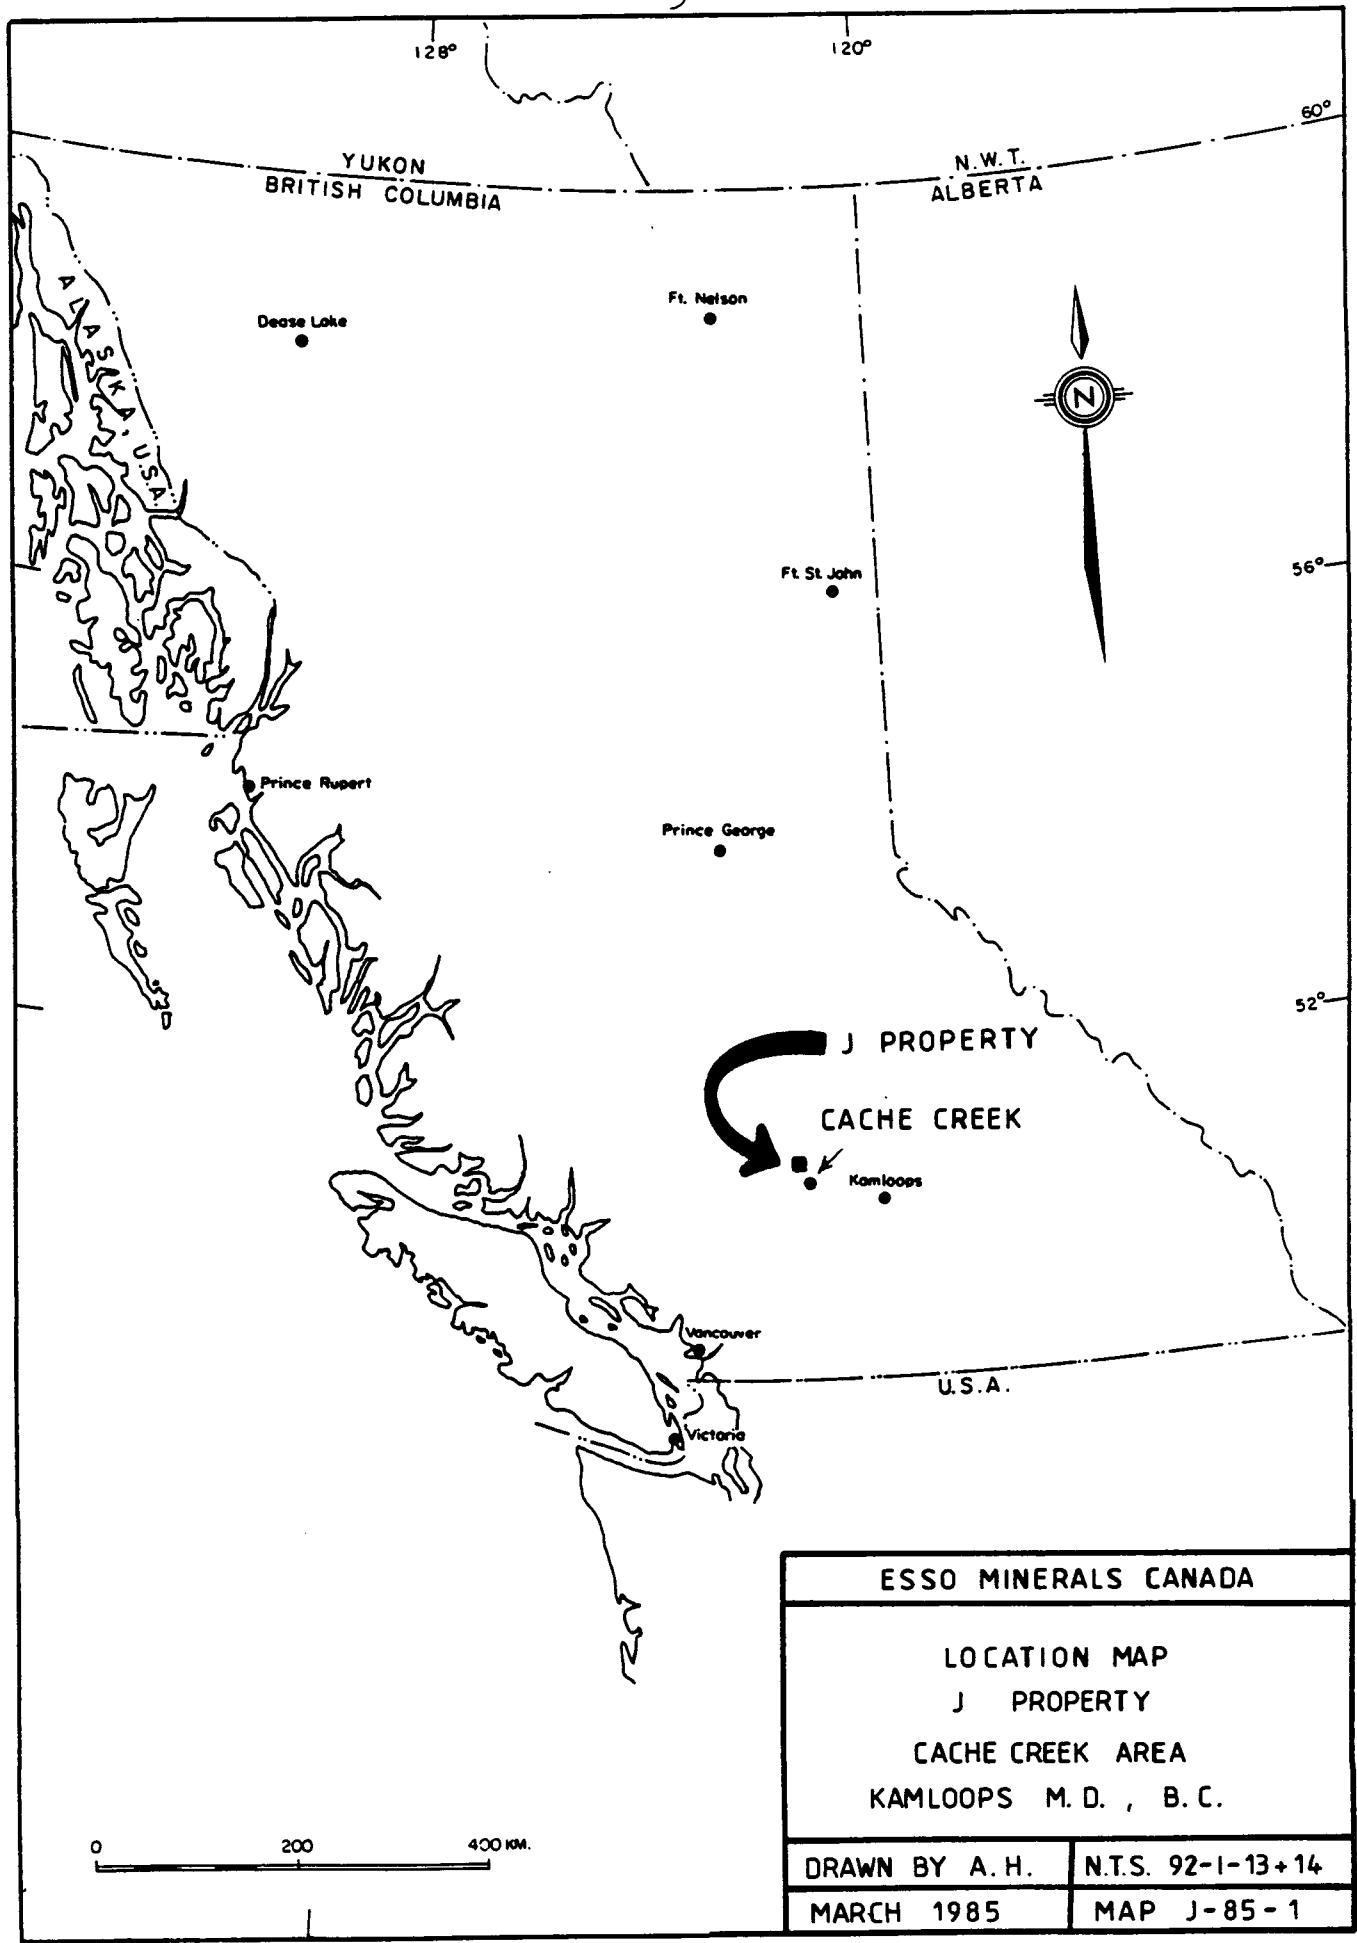 128°
120°
60°
YUKON
BRITISH COLUMBIA
N.W.T.
ALBERTA
ALASKA, U.S.A.
Dease Lake
Ft. Nelson
N
Ft. St. John
56°
Prince Rupert
Prince George
52°
J PROPERTY
CACHE CREEK
Kamloops
Vancouver
U.S.A.
Victoria
ESSO MINERALS CANADA
LOCATION MAP
J PROPERTY
CACHE CREEK AREA
KAMLOOPS M.D., B.C.
0 200 400 KM.
DRAWN BY A.H.
N.T.S. 92-I-13+14
MARCH 1985
MAP J-85-1